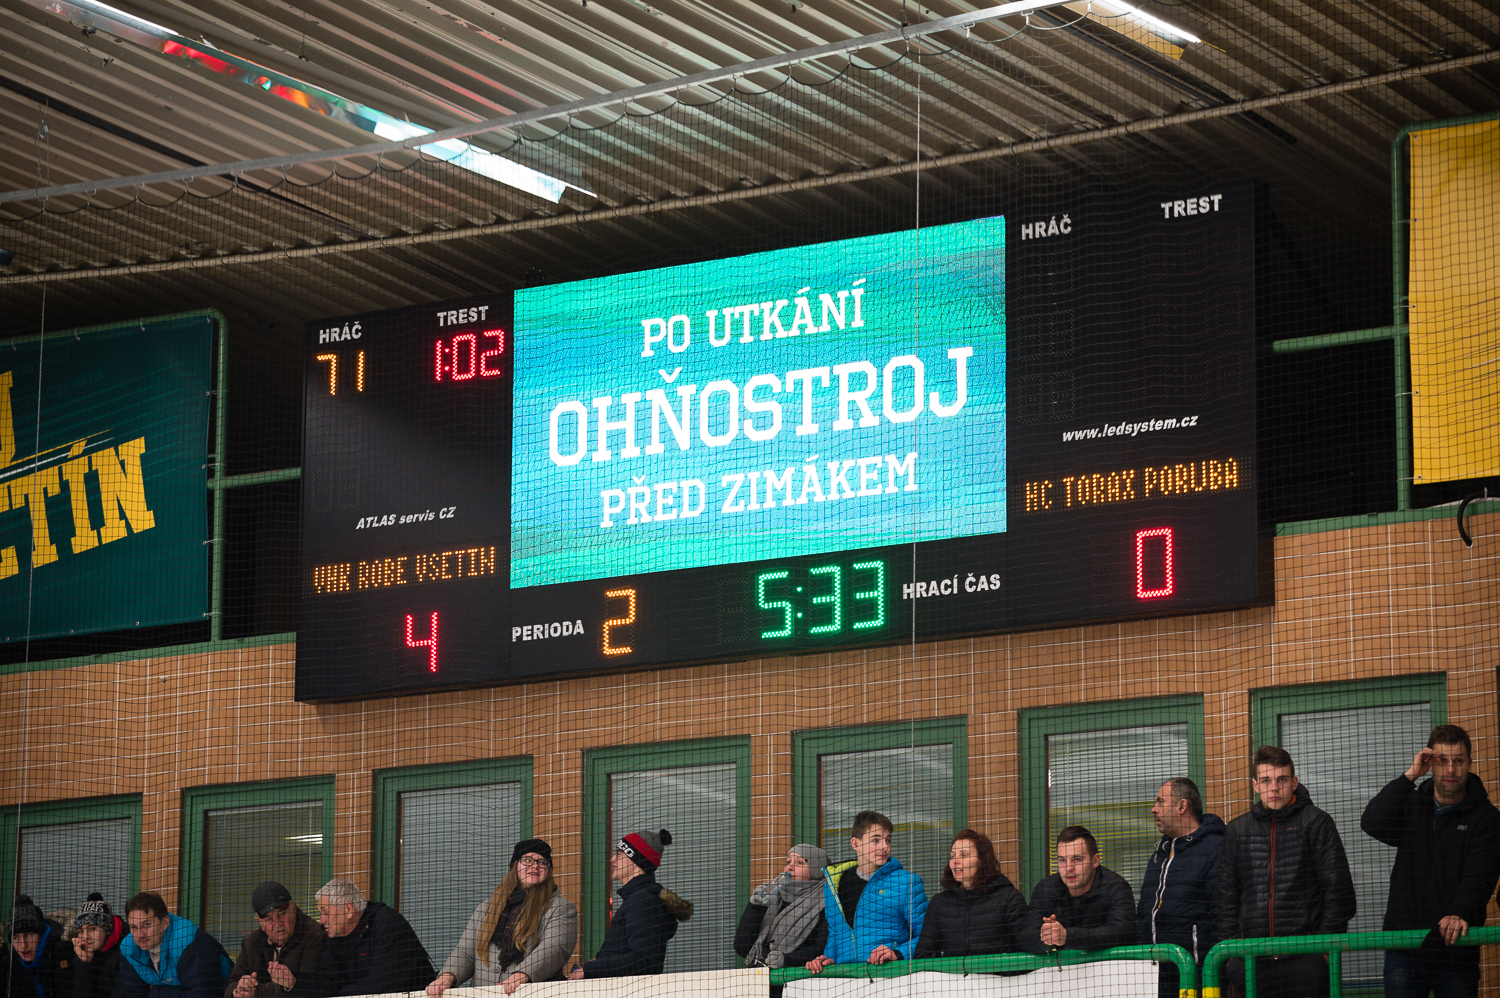 HRÁČ TREST
71 1:02
ATLAS servis CZ
VHK ROBE VSETIN
4
PO UTKÁNÍ
OHŇOSTROJ
PŘED ZIMÁKEM
PERIODA 2 5:33 HRACÍ ČAS
HRÁČ TREST
www.ledsystem.cz
HC TORAX PORUBA
0